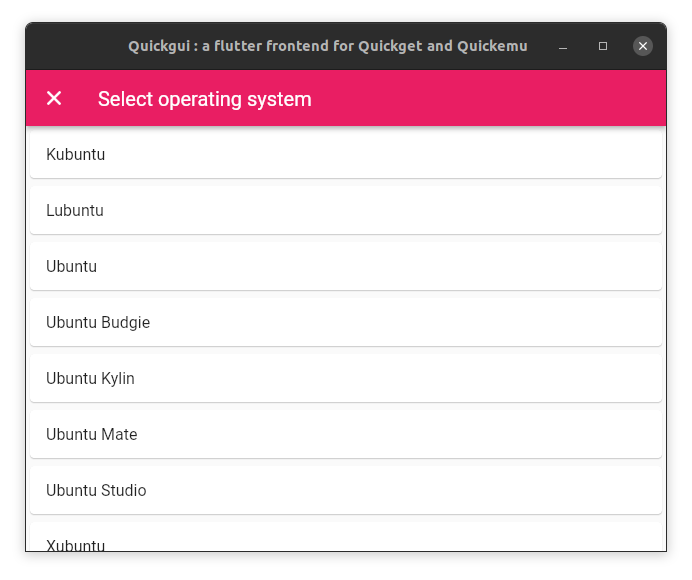 Quickgui : a flutter frontend for Quickget and Quickemu
Select operating system
Kubuntu
Lubuntu
Ubuntu
Ubuntu Budgie
Ubuntu Kylin
Ubuntu Mate
Ubuntu Studio
Xubuntu